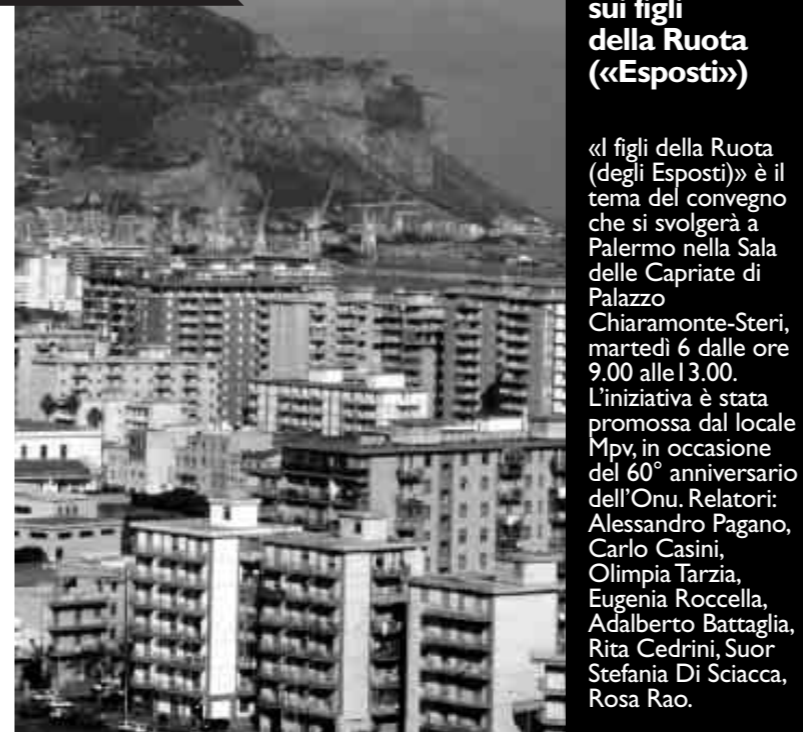 sui figli
della Ruota
(«Esposti»)
«I figli della Ruota
(degli Esposti)» è il
tema del convegno
che si svolgerà a
Palermo nella Sala
delle Capriate di
Palazzo
Chiaramonte-Steri,
martedì 6 dalle ore
9.00 alle13.00.
L’iniziativa è stata
promossa dal locale
Mpv, in occasione
del 60° anniversario
dell’Onu. Relatori:
Alessandro Pagano,
Carlo Casini,
Olimpia Tarzia,
Eugenia Roccella,
Adalberto Battaglia,
Rita Cedrini, Suor
Stefania Di Sciacca,
Rosa Rao.